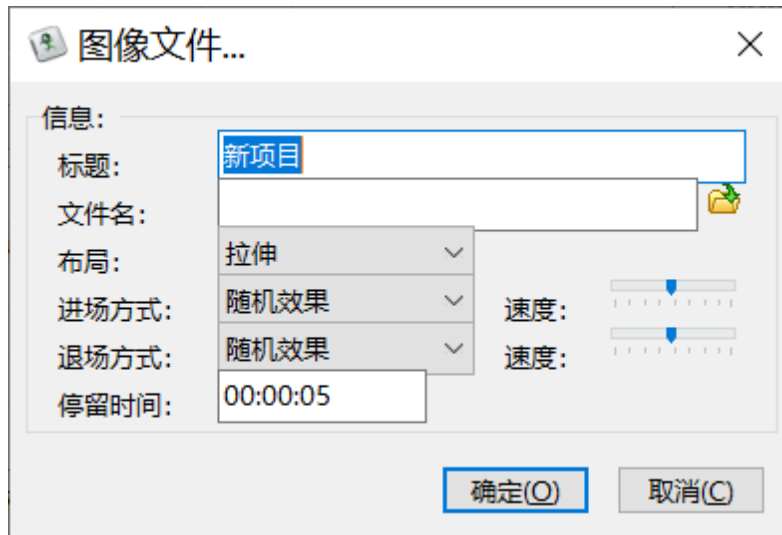 图像文件...
信息:
标题: 新项目
文件名:
布局: 拉伸
进场方式: 随机效果 速度:
退场方式: 随机效果 速度:
停留时间: 00:00:05
确定(O) 取消(C)